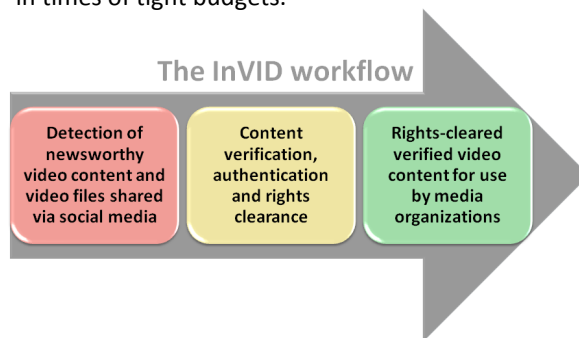 in times of tight budgets.
The InVID workflow
Detection of
newsworthy
video content and
video files shared
via social media
Content
verification,
authentication
and rights
clearance
Rights-cleared
verified video
content for use
by media
organizations